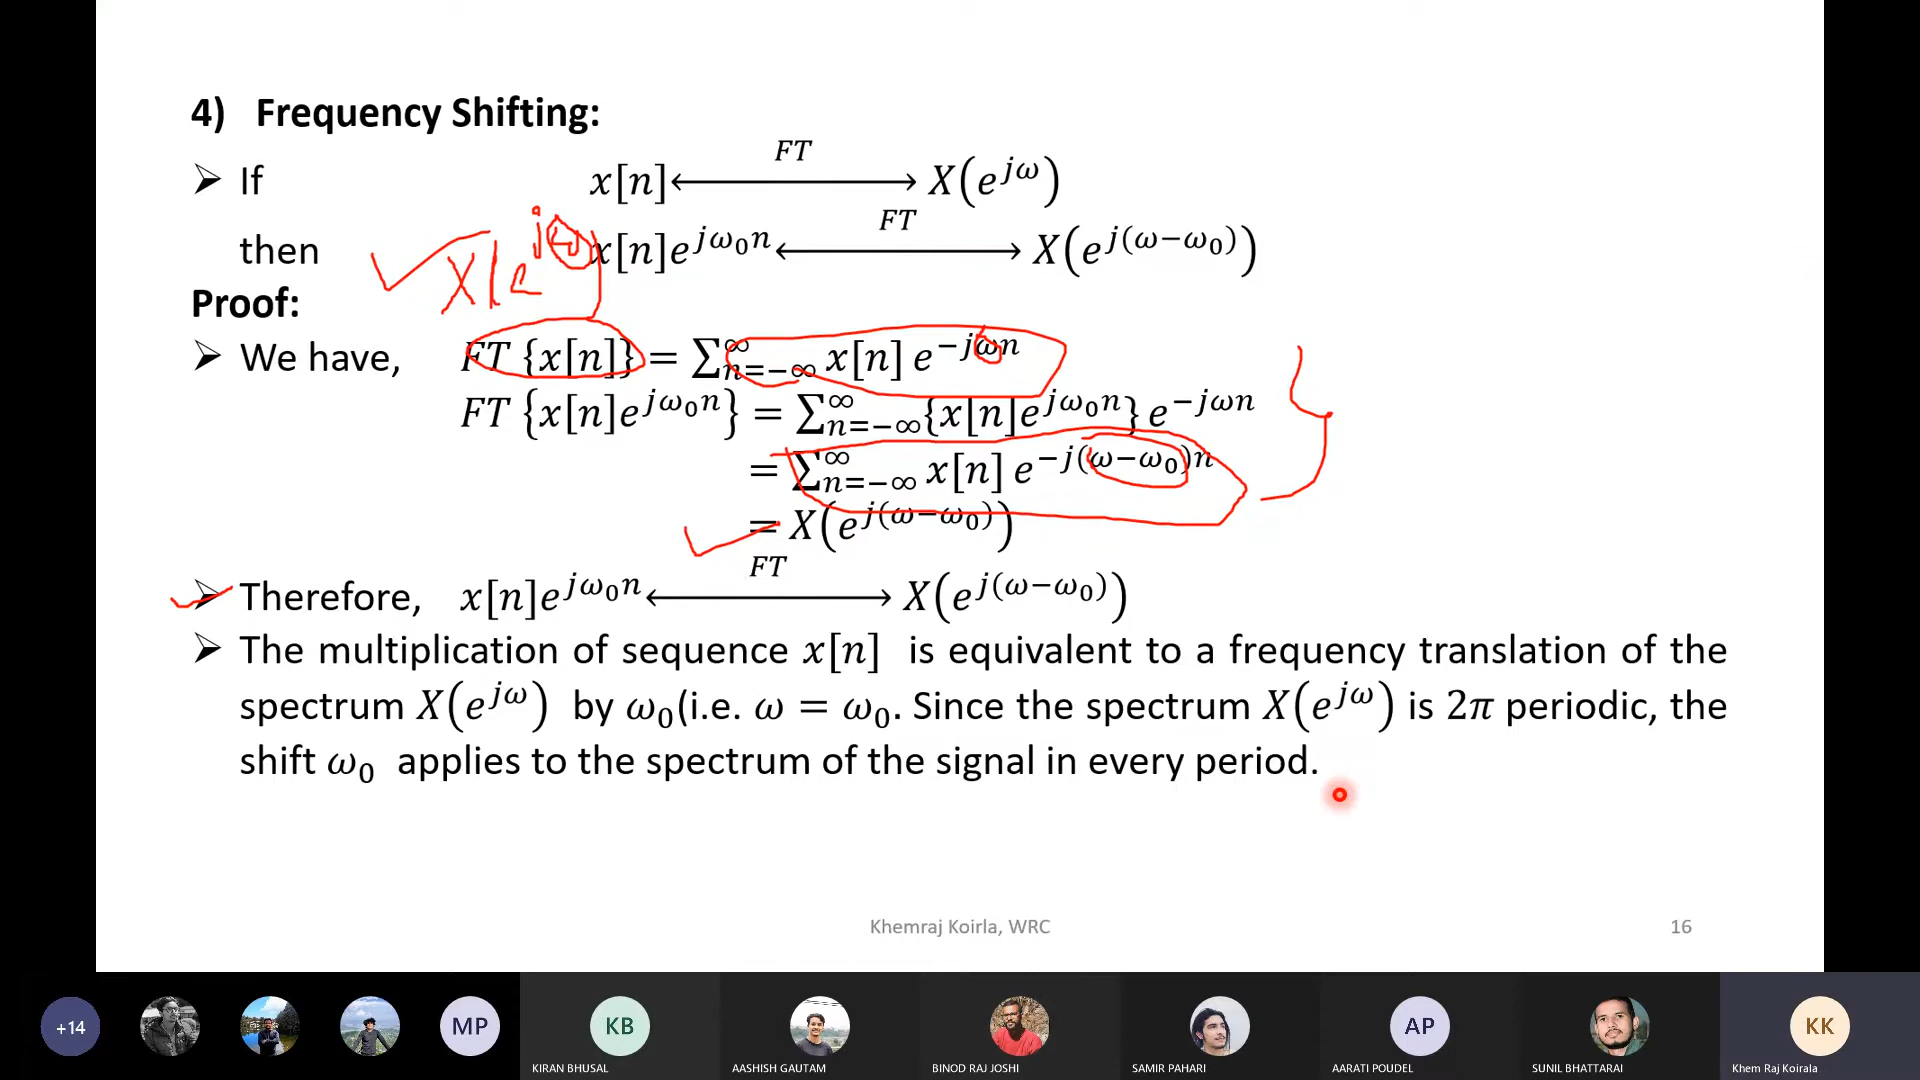 4) Frequency Shifting:
➢ If x[n] ⟷ᶠᵀ X(e^{jω})
then x[n]e^{jω₀n} ⟷ᶠᵀ X(e^{j(ω−ω₀)})
X(e^{jω})
Proof:
➢ We have, FT {x[n]} = ∑_{n=−∞}^{∞} x[n] e^{−jωn}
FT {x[n]e^{jω₀n}} = ∑_{n=−∞}^{∞}{x[n]e^{jω₀n}} e^{−jωn}
= ∑_{n=−∞}^{∞} x[n] e^{−j(ω−ω₀)n}
= X(e^{j(ω−ω₀)})
➢ Therefore, x[n]e^{jω₀n} ⟷ᶠᵀ X(e^{j(ω−ω₀)})
➢ The multiplication of sequence x[n] is equivalent to a frequency translation of the
spectrum X(e^{jω}) by ω₀(i.e. ω = ω₀. Since the spectrum X(e^{jω}) is 2π periodic, the
shift ω₀ applies to the spectrum of the signal in every period.
Khemraj Koirla, WRC 16
+14 MP KB AP KK
KIRAN BHUSAL AASHISH GAUTAM BINOD RAJ JOSHI SAMIR PAHARI AARATI POUDEL SUNIL BHATTARAI Khem Raj Koirala